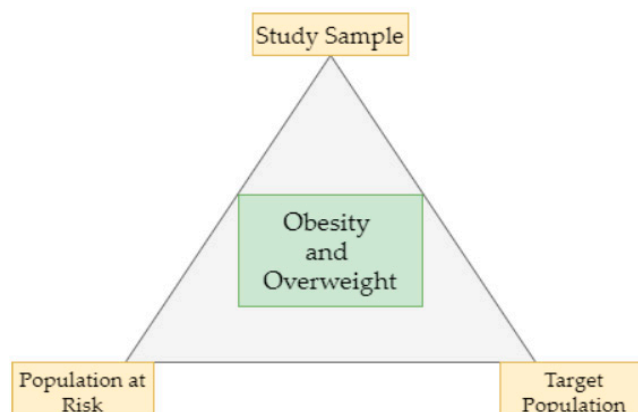 Study Sample
Obesity
and
Overweight
Population at
Risk
Target
Population